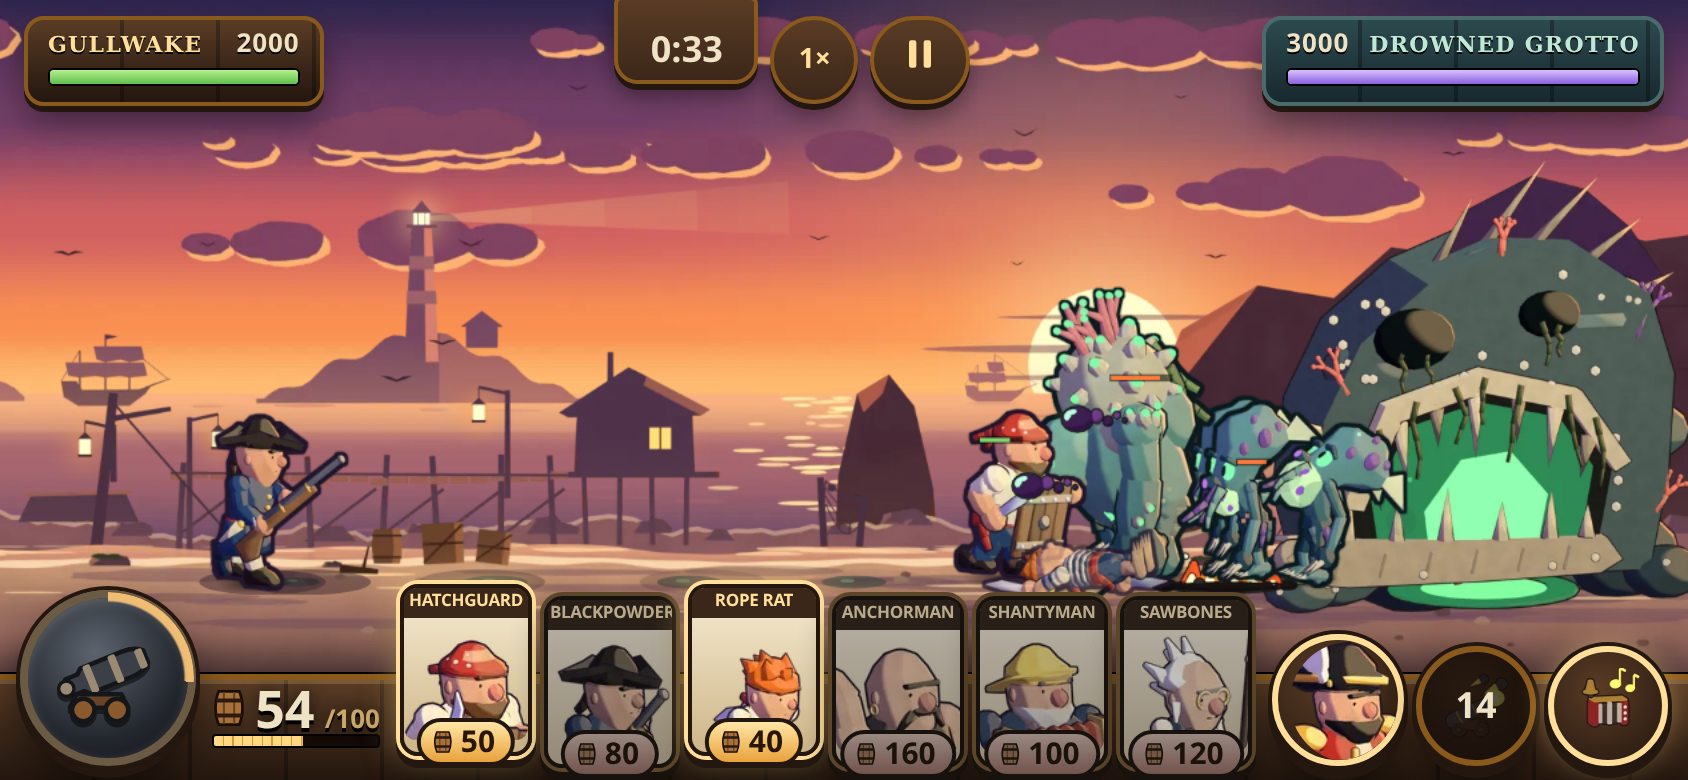 GULLWAKE 2000
0:33
1×
3000 DROWNED GROTTO
HATCHGUARD
BLACKPOWDER
ROPE RAT
ANCHORMAN
SHANTYMAN
SAWBONES
54 /100
50
80
40
160
100
120
14